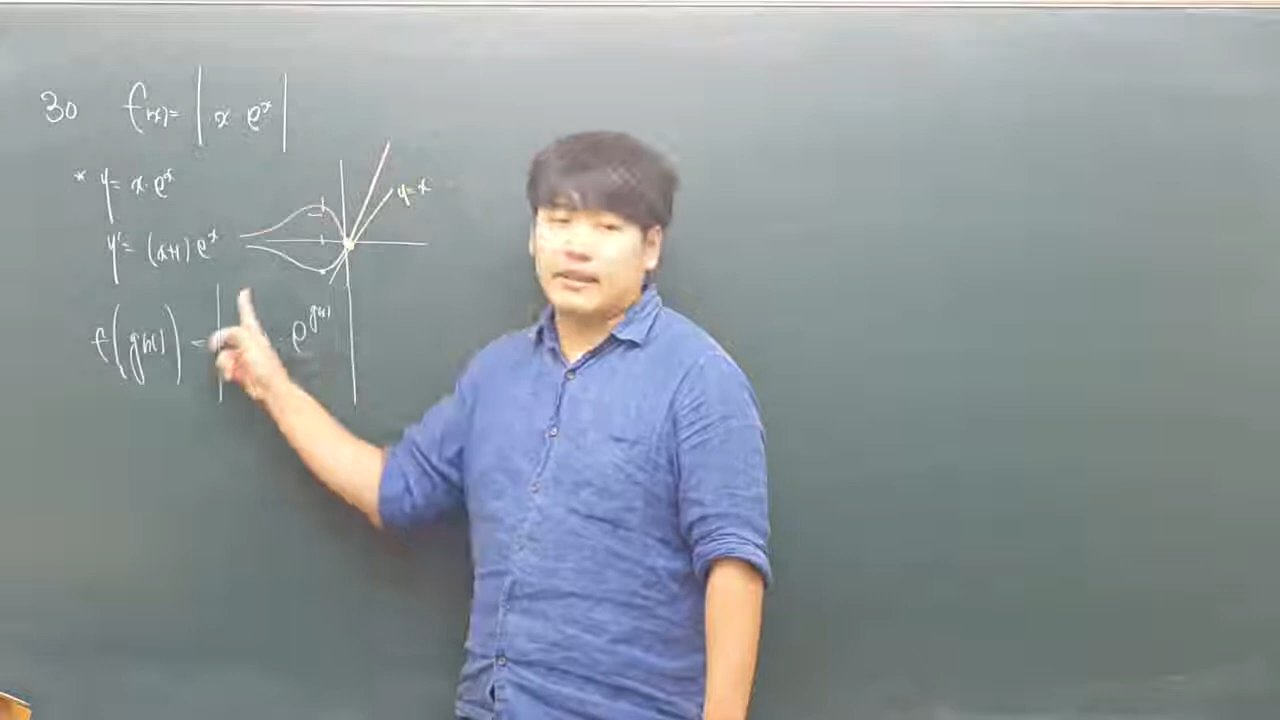 30 f(x)= | x · e^x |
* y= x · e^x
y=x
y'= (x+1) e^x
f(g(x)) = | · e^g(x) |